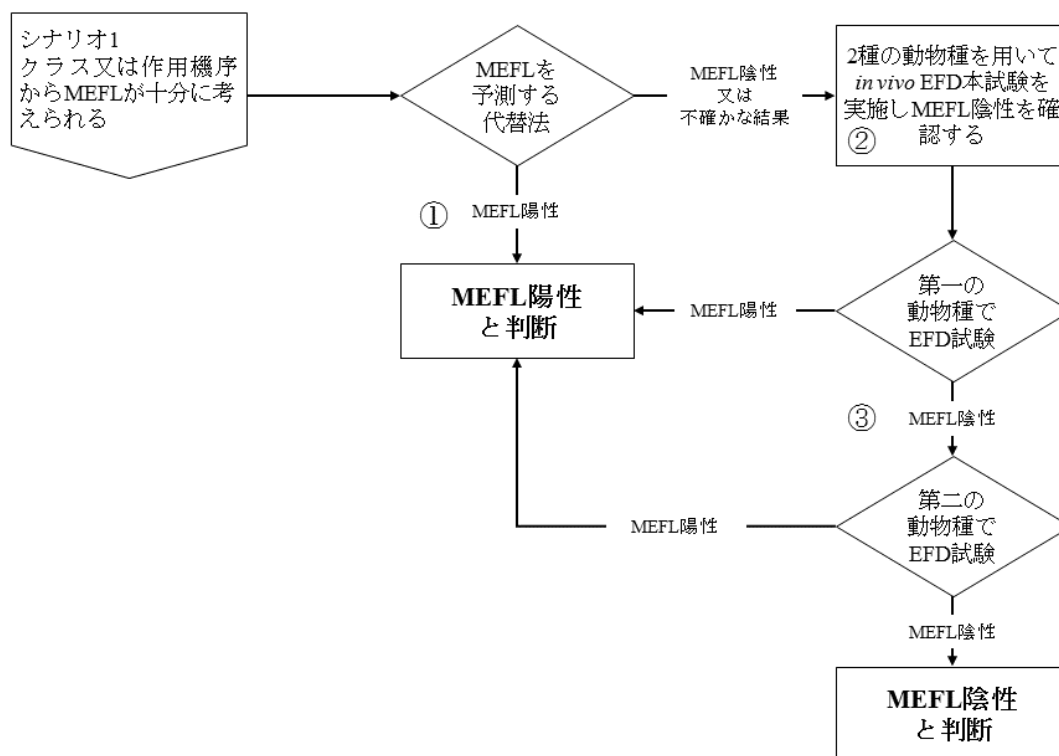 シナリオ1
クラス又は作用機序
からMEFLが十分に考
えられる
MEFLを
予測する
代替法
MEFL陰性
又は
不確かな結果
2種の動物種を用いて
in vivo EFD本試験を
実施しMEFL陰性を確
認する
②
①
MEFL陽性
MEFL陽性
と判断
MEFL陽性
第一の
動物種で
EFD試験
③
MEFL陰性
MEFL陽性
第二の
動物種で
EFD試験
MEFL陰性
MEFL陰性
と判断